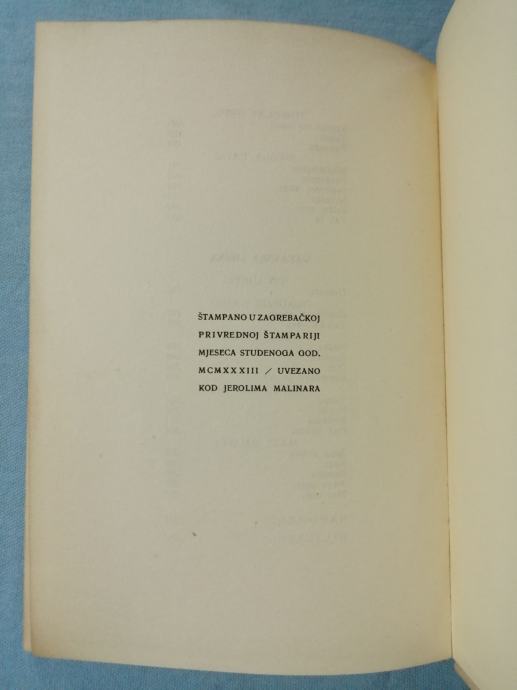 ŠTAMPANO U ZAGREBAČKOJ
PRIVREDNOJ ŠTAMPARIJI
MJESECA STUDENOGA GOD.
MCMXXXIII / UVEZANO
KOD JEROLIMA MALINARA